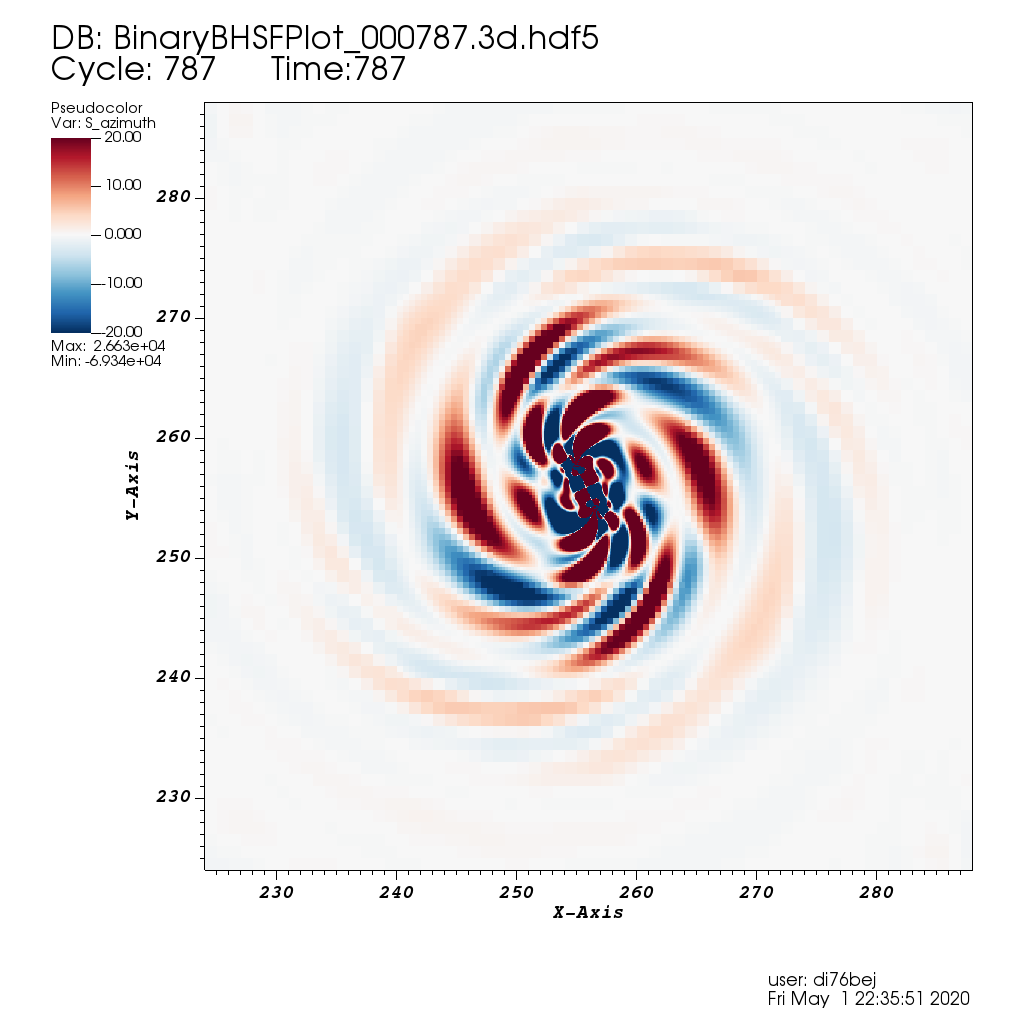 DB: BinaryBHSFPlot_000787.3d.hdf5
Cycle: 787 Time:787
Pseudocolor
Var: S_azimuth
20.00
10.00
0.000
-10.00
-20.00
Max: 2.663e+04
Min: -6.934e+04
280
270
260
250
240
230
Y-Axis
230 240 250 260 270 280
X-Axis
user: di76bej
Fri May 1 22:35:51 2020